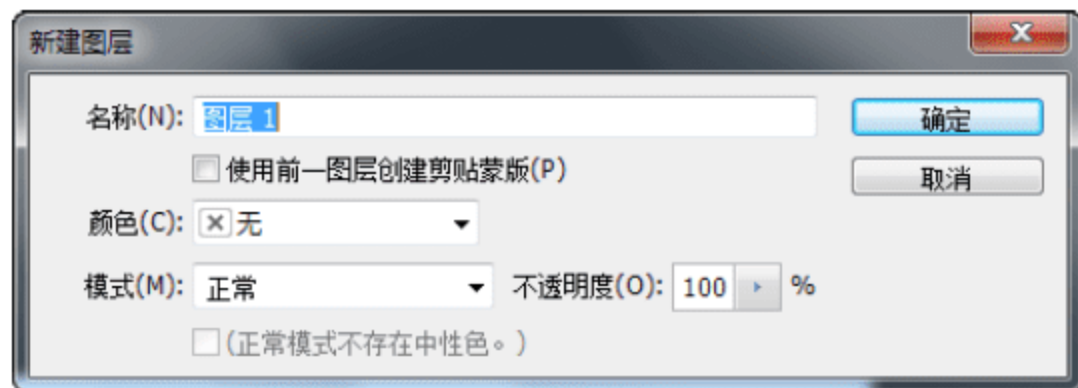 新建图层
名称(N): 图层 1
确定
使用前一图层创建剪贴蒙版(P)
取消
颜色(C): 无
模式(M): 正常 不透明度(O): 100 %
(正常模式不存在中性色。)